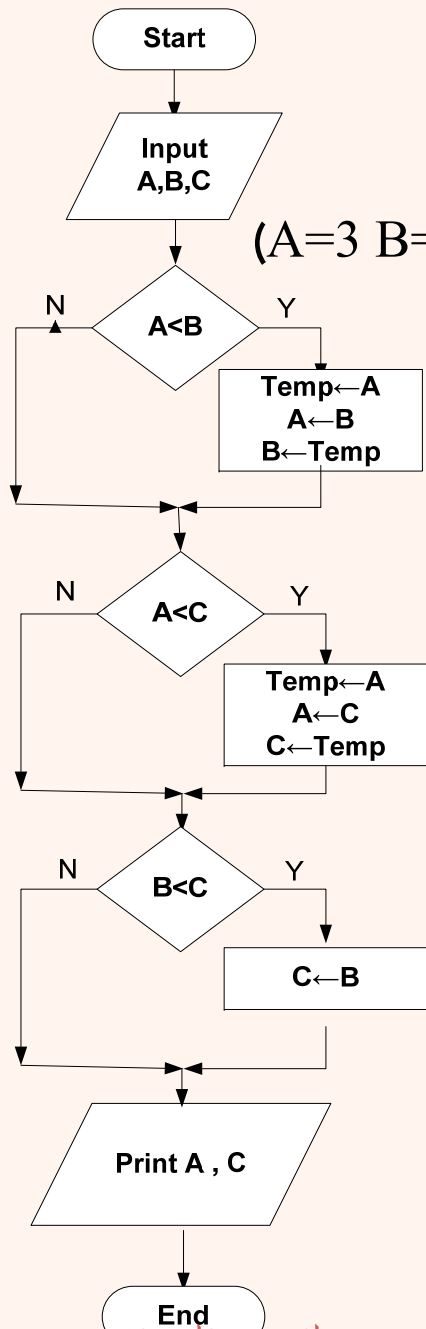 Start
Input
A,B,C
(A=3 B=
N
A<B
Y
Temp←A
A←B
B←Temp
N
A<C
Y
Temp←A
A←C
C←Temp
N
B<C
Y
C←B
Print A , C
End